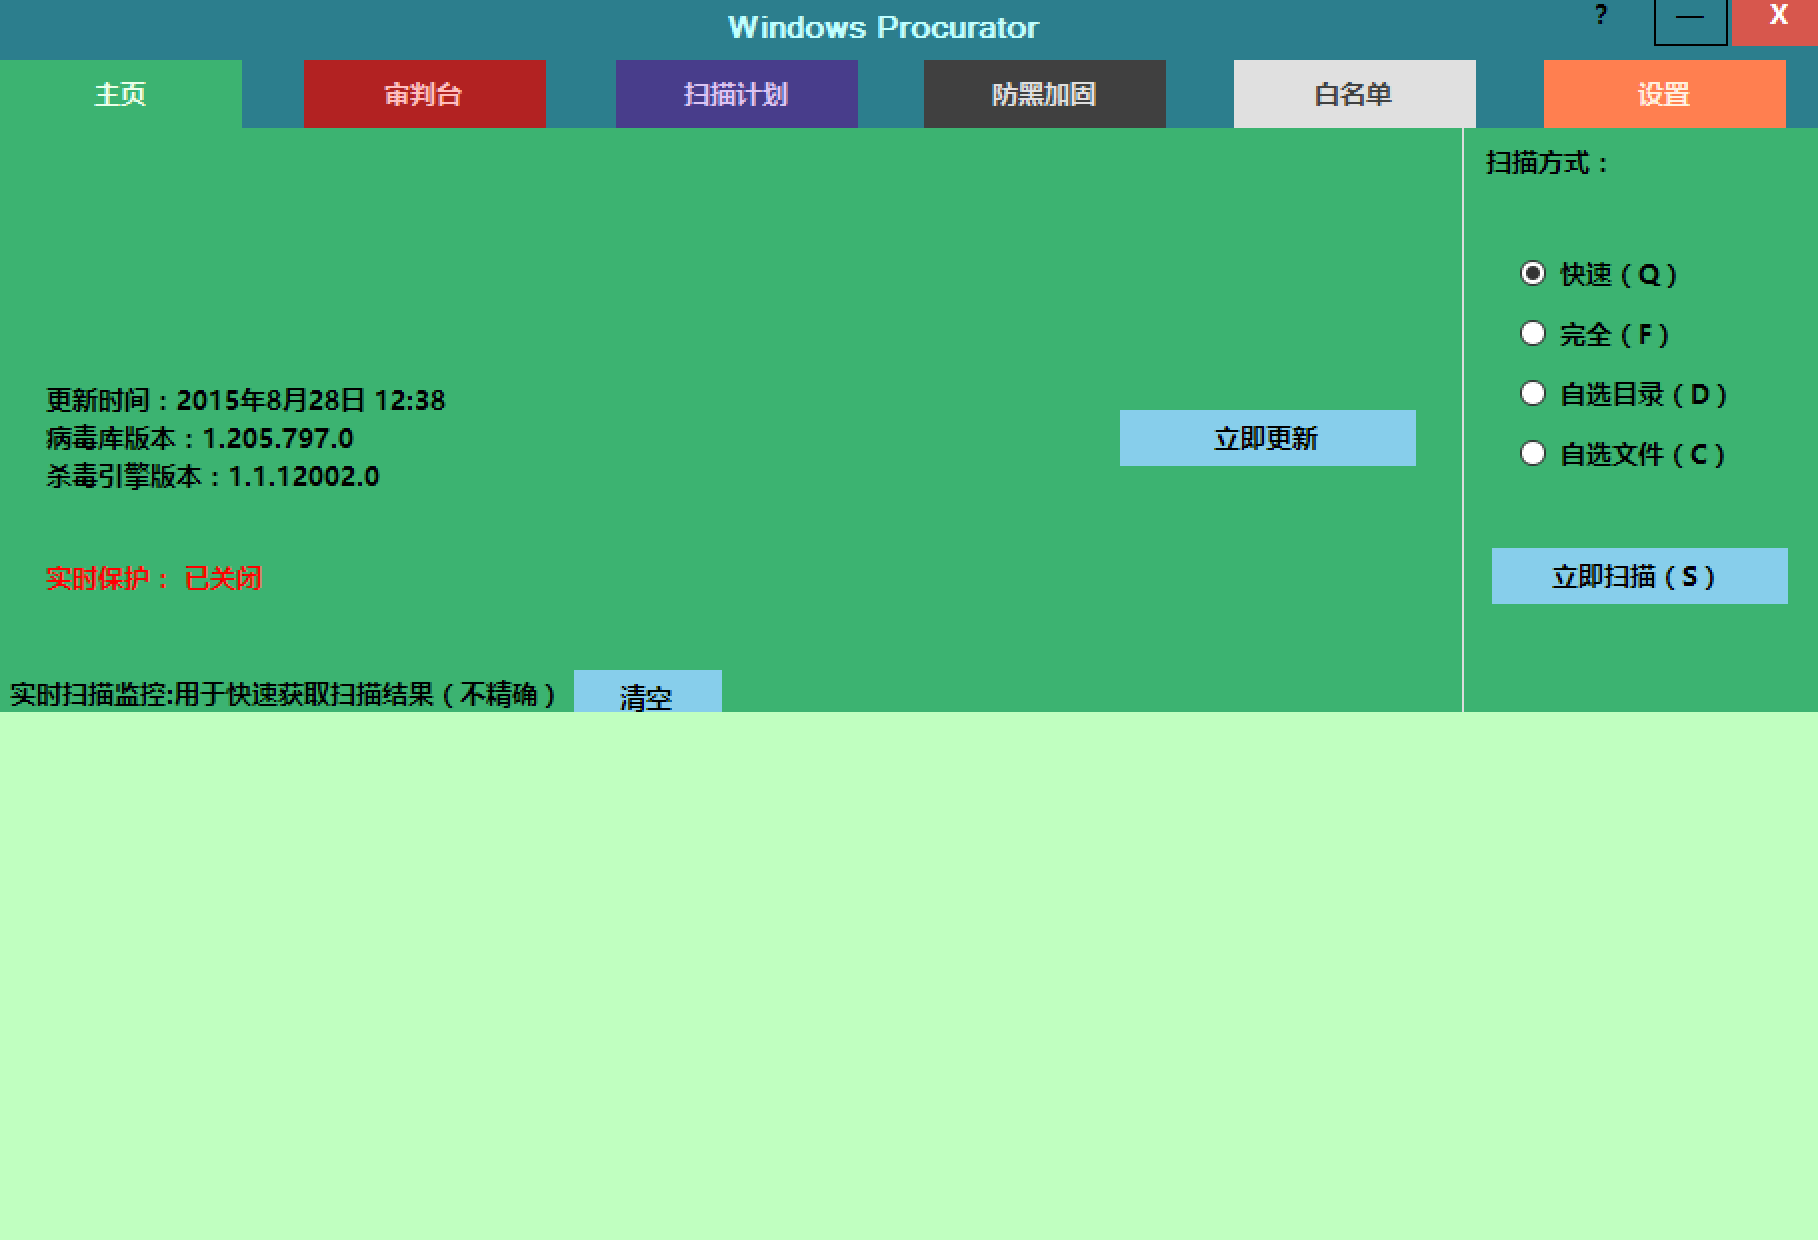 Windows Procurator
?
—
X
主页
审判台
扫描计划
防黑加固
白名单
设置
扫描方式：
快速（Q）
完全（F）
自选目录（D）
自选文件（C）
更新时间：2015年8月28日 12:38
病毒库版本：1.205.797.0
杀毒引擎版本：1.1.12002.0
立即更新
实时保护： 已关闭
立即扫描（S）
实时扫描监控:用于快速获取扫描结果（不精确）
清空